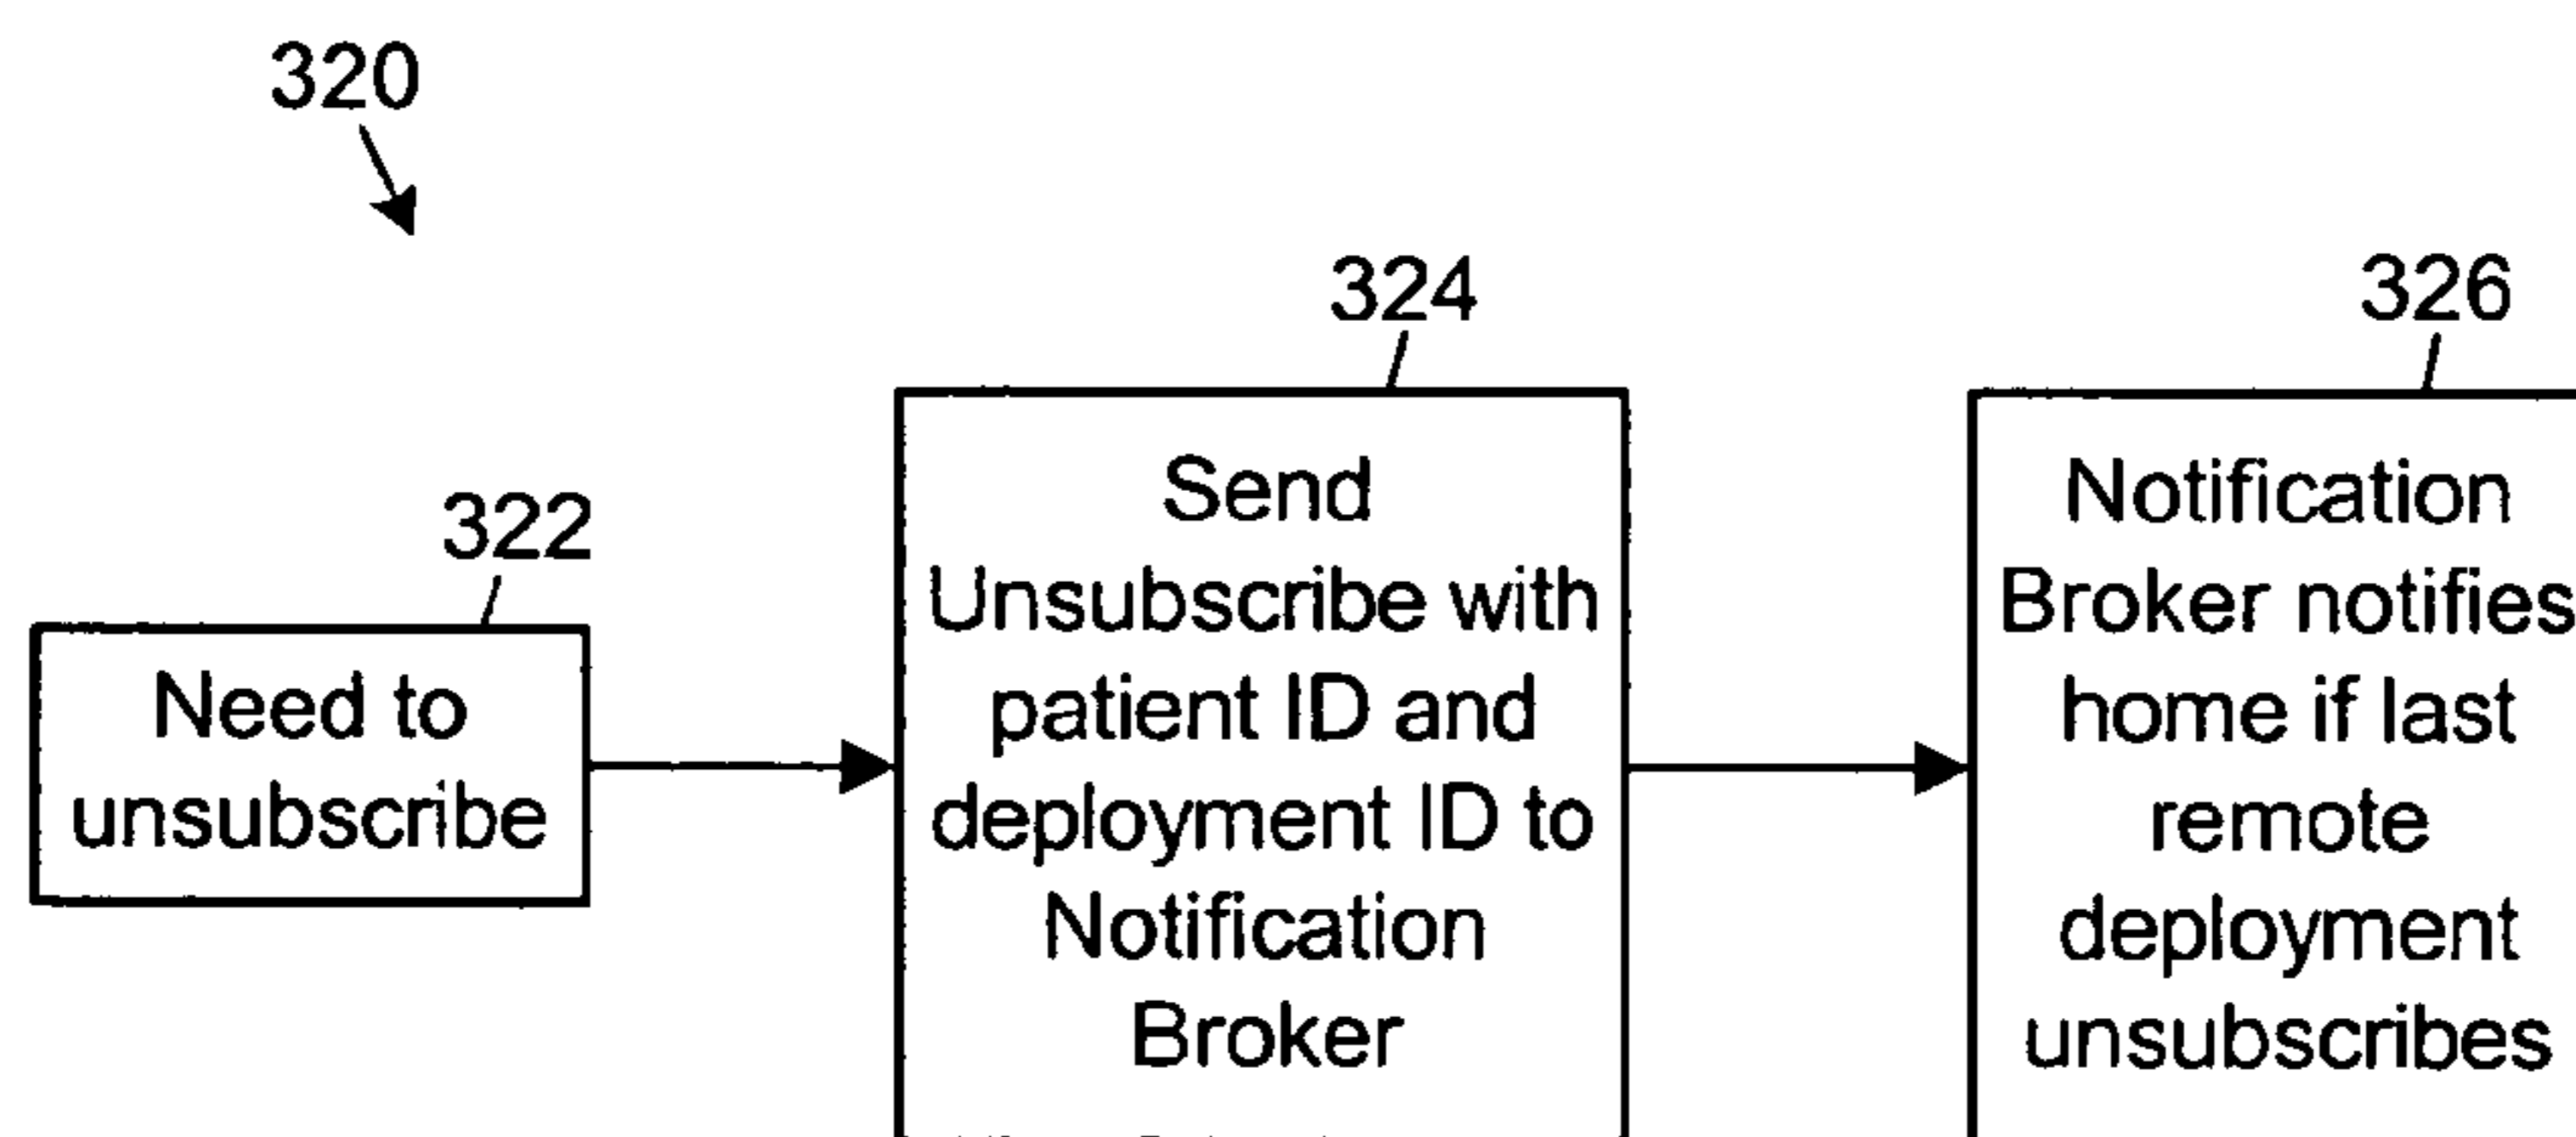 320
322
Need to
unsubscribe
324
Send
Unsubscribe with
patient ID and
deployment ID to
Notification
Broker
326
Notification
Broker notifies
home if last
remote
deployment
unsubscribes